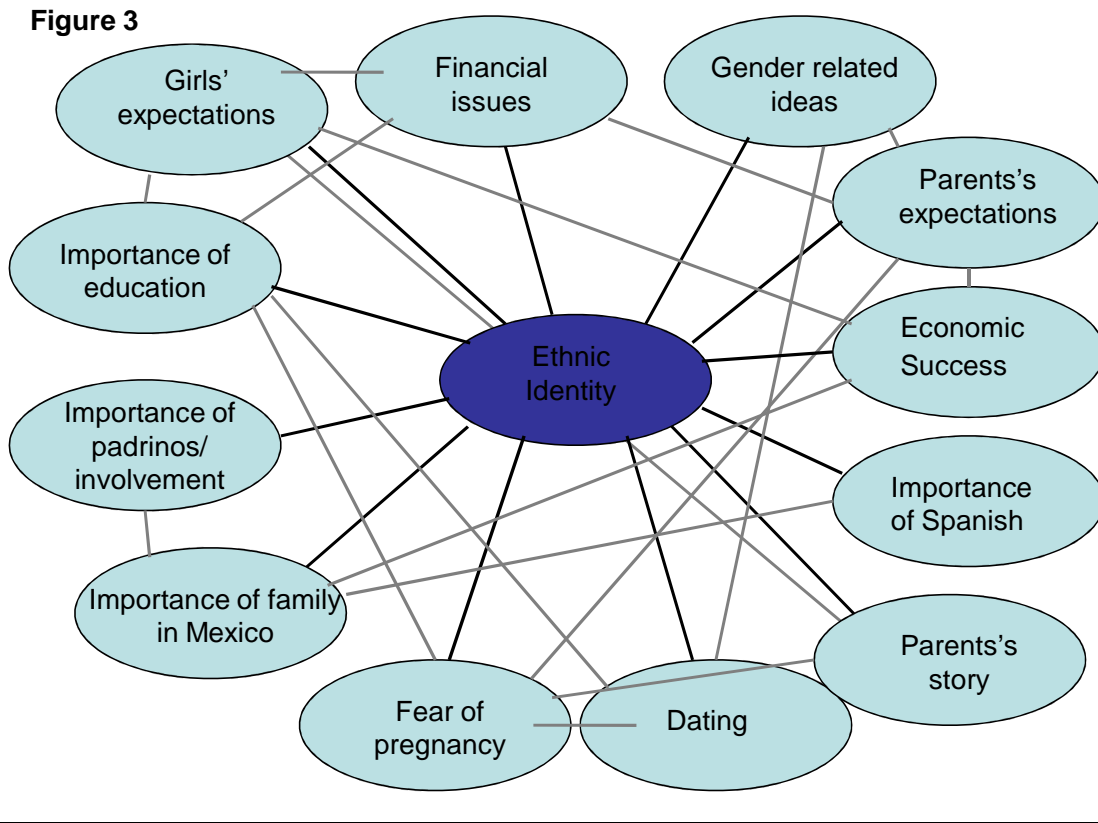 Figure 3
Girls'
expectations
Financial
issues
Gender related
ideas
Parents's
expectations
Importance of
education
Economic
Success
Ethnic
Identity
Importance of
padrinos/
involvement
Importance
of Spanish
Importance of family
in Mexico
Parents's
story
Fear of
pregnancy
Dating